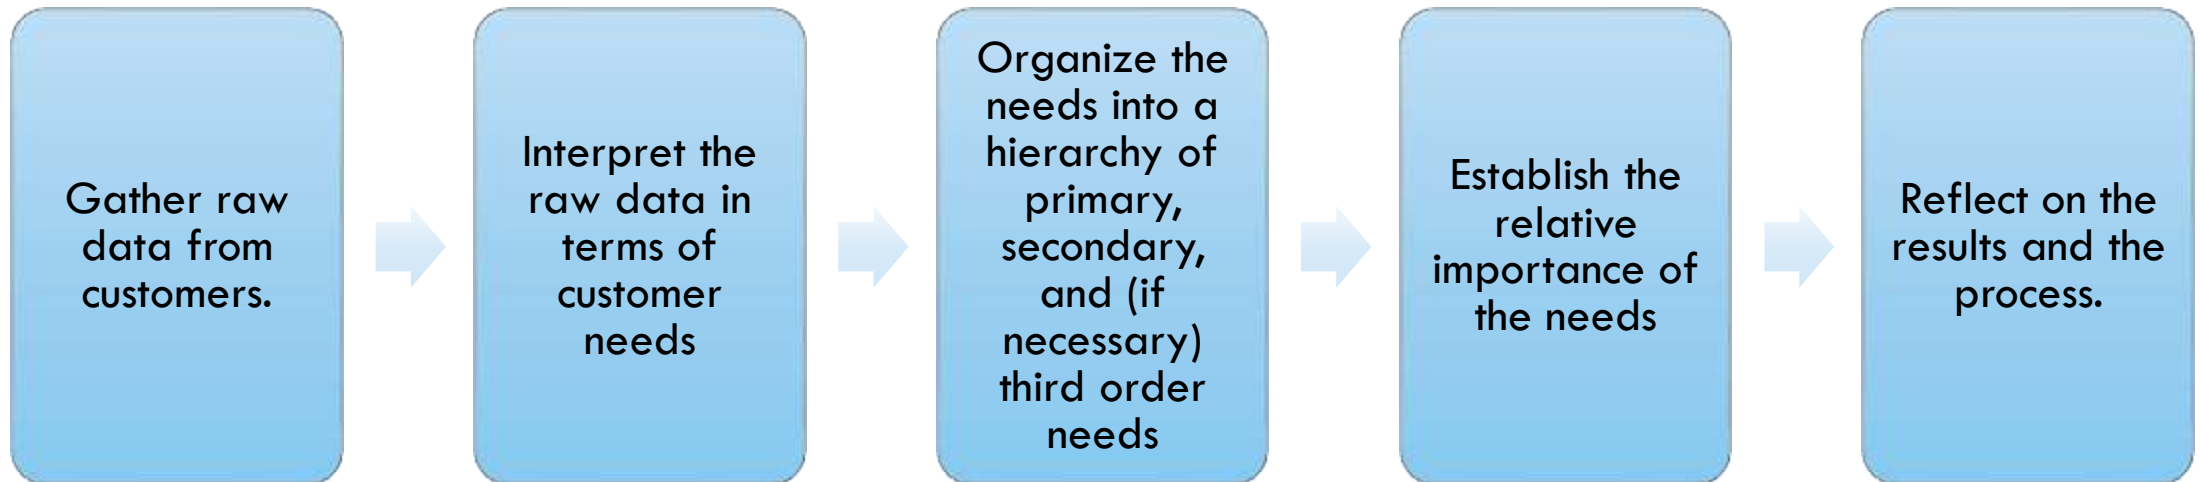 Gather raw
data from
customers.
Interpret the
raw data in
terms of
customer
needs
Organize the
needs into a
hierarchy of
primary,
secondary,
and (if
necessary)
third order
needs
Establish the
relative
importance of
the needs
Reflect on the
results and the
process.